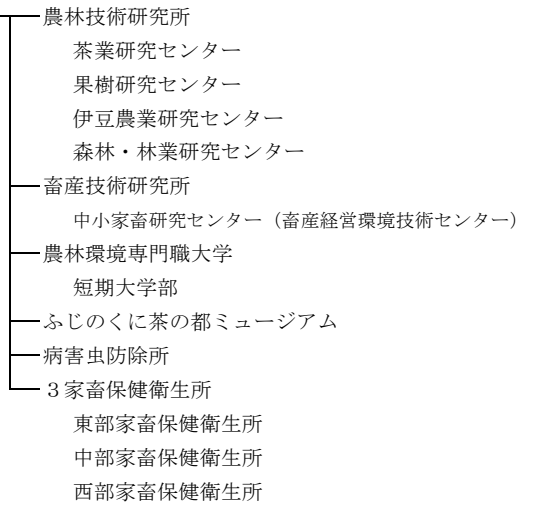 農林技術研究所
茶業研究センター
果樹研究センター
伊豆農業研究センター
森林・林業研究センター
畜産技術研究所
中小家畜研究センター（畜産経営環境技術センター）
農林環境専門職大学
短期大学部
ふじのくに茶の都ミュージアム
病害虫防除所
３家畜保健衛生所
東部家畜保健衛生所
中部家畜保健衛生所
西部家畜保健衛生所